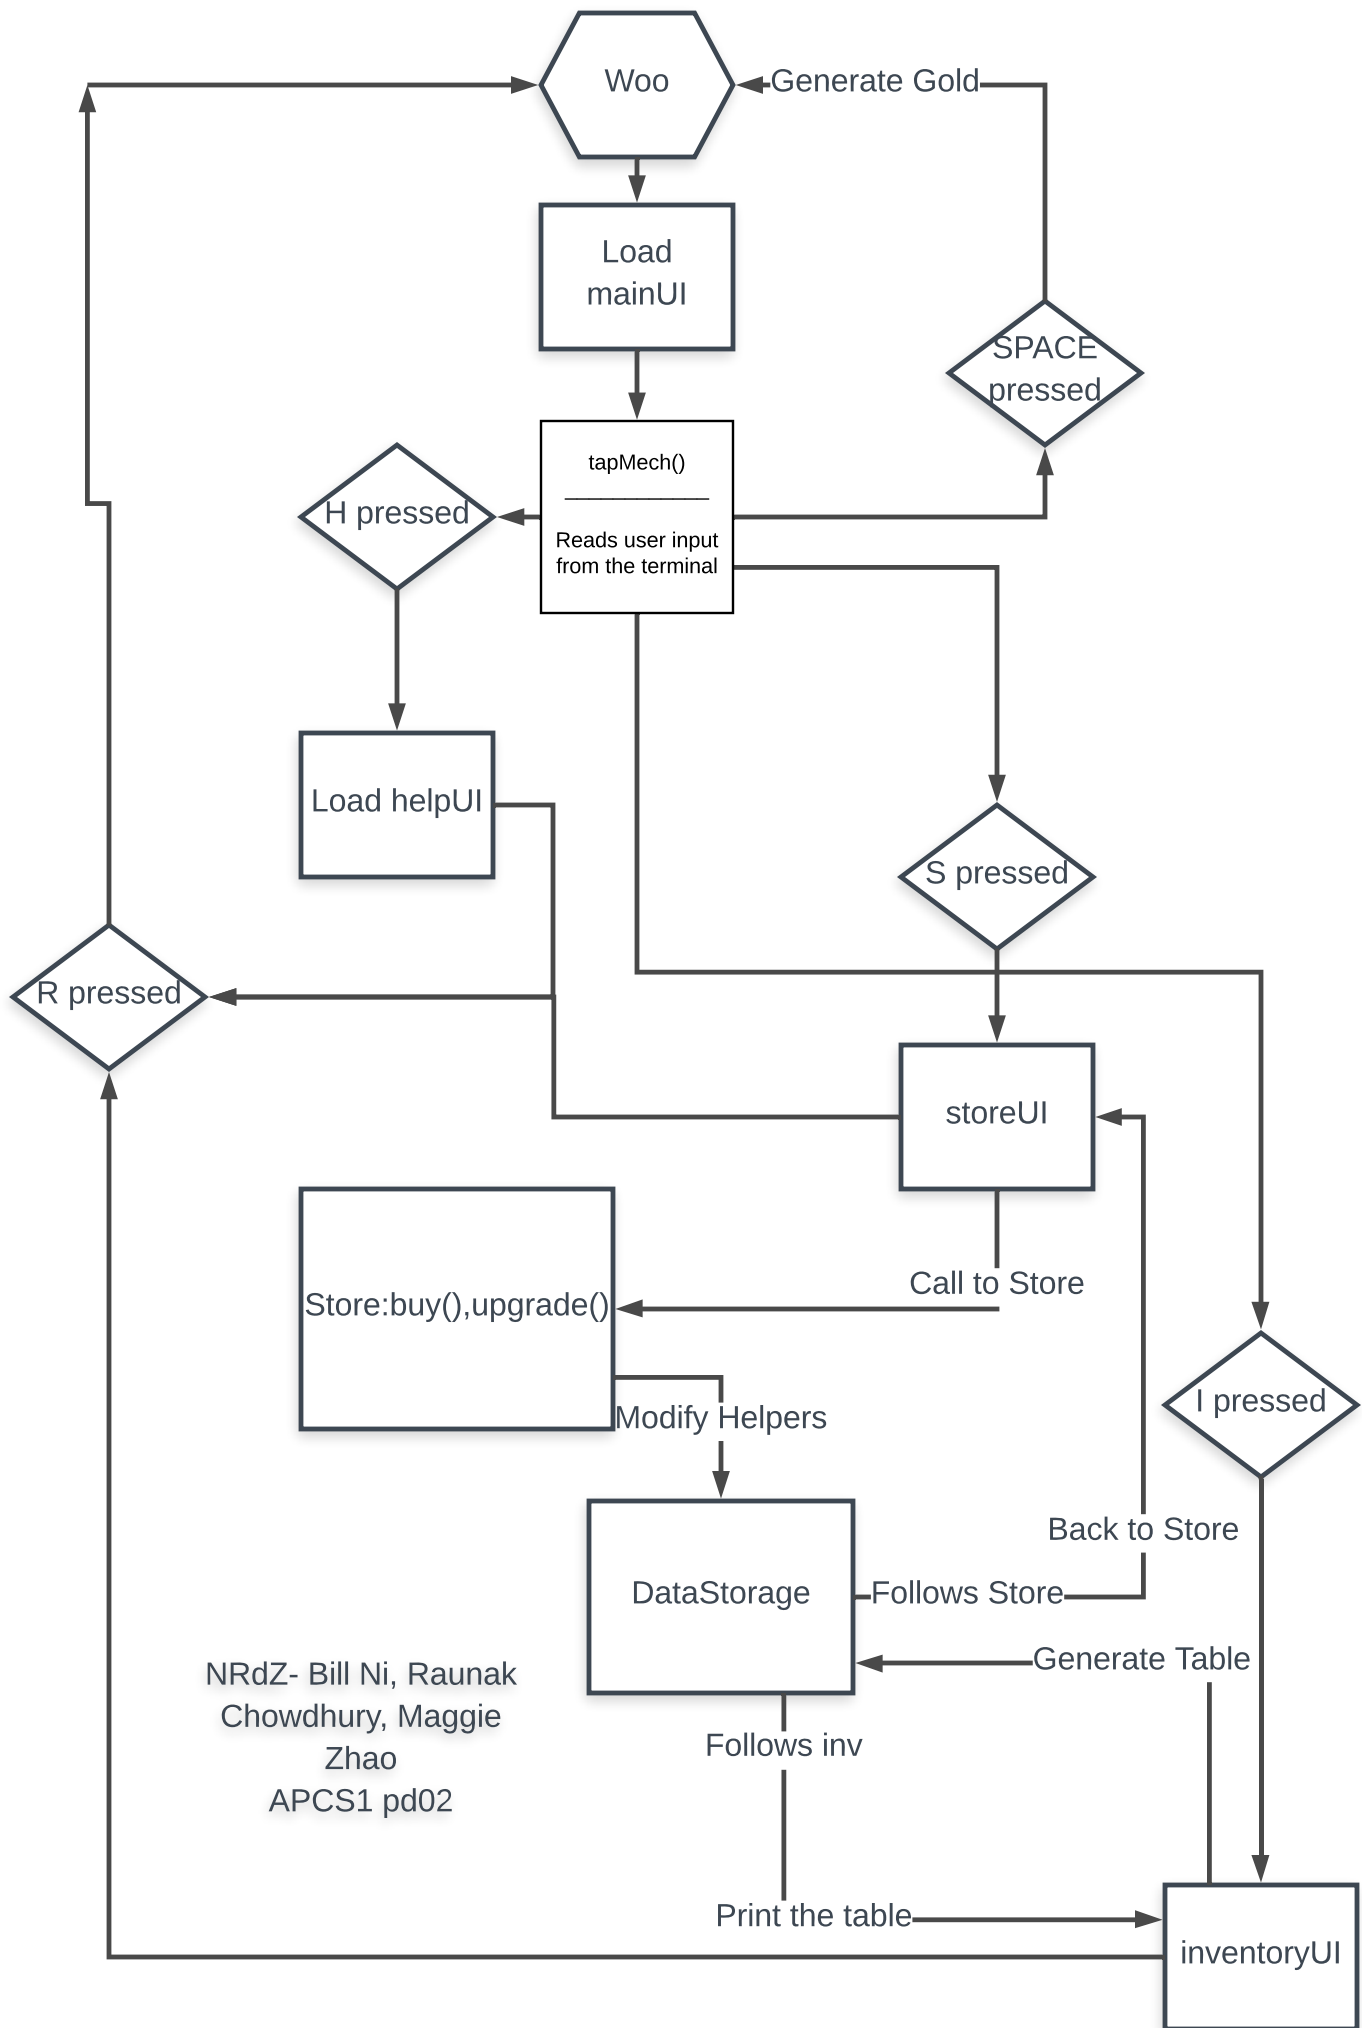 Woo
Generate Gold
Load
mainUI
SPACE
pressed
tapMech()
____________
Reads user input
from the terminal
H pressed
Load helpUI
S pressed
R pressed
storeUI
Call to Store
Store:buy(),upgrade()
I pressed
Modify Helpers
Back to Store
DataStorage
Follows Store
Generate Table
NRdZ- Bill Ni, Raunak
Chowdhury, Maggie
Zhao
APCS1 pd02
Follows inv
Print the table
inventoryUI